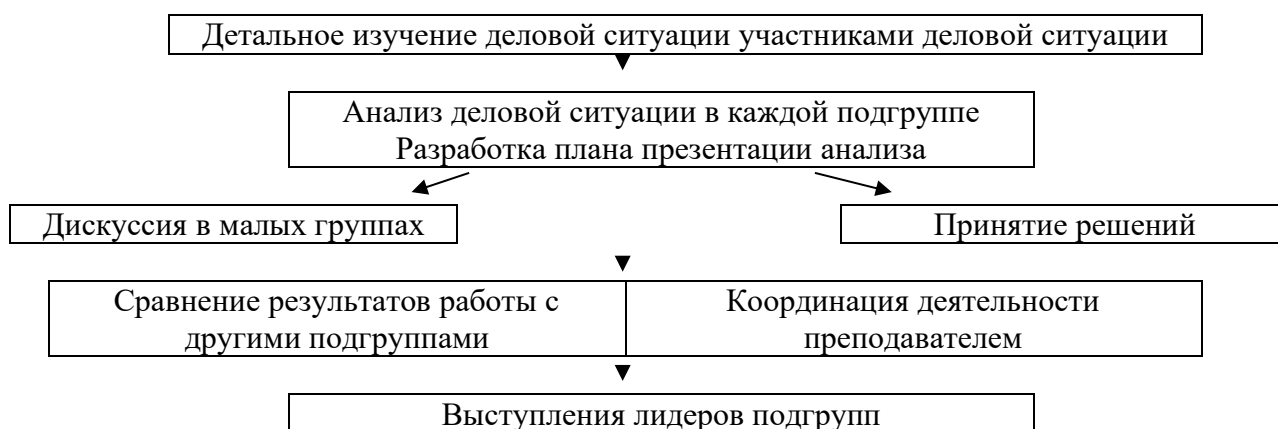 Детальное изучение деловой ситуации участниками деловой ситуации
Анализ деловой ситуации в каждой подгруппе
Разработка плана презентации анализа
Дискуссия в малых группах
Принятие решений
Сравнение результатов работы с
другими подгруппами
Координация деятельности
преподавателем
Выступления лидеров подгрупп